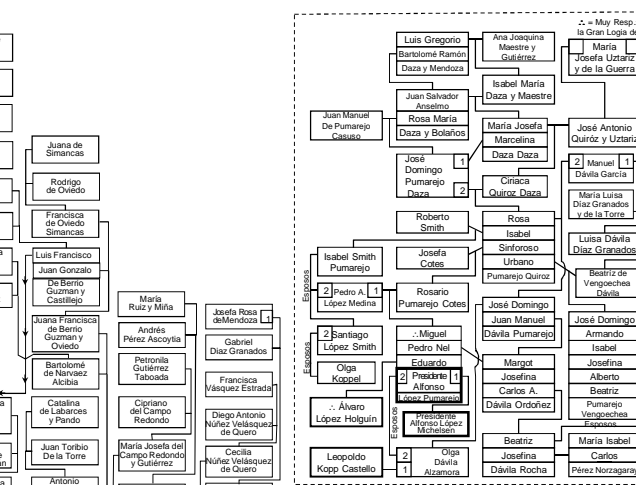 Juana de
Simancas
Rodrigo
de Oviedo
Francisca
de Oviedo
Simancas
Luis Francisco
Juan Gonzalo
De Berrio
Guzman y
Castillejo
Juana Francisca
de Berrio
Guzman y
Oviedo
Bartolomé
de Narvaez
Alcibia
Catalina
de Labarces
y Pando
Juan Toribio
De la Torre
Antonio
María
Ruiz y Miña
Andrés
Pérez Ascoytia
Petronila
Gutiérrez
Taboada
Cipriano
del Campo
Redondo
María Josefa del
Campo Redondo
y Gutiérrez
Josefa Rosa
de Mendoza 1
Gabriel
Diaz Granados
Francisca
Vásquez Estrada
Diego Antonio
Núñez Velásquez
de Quero
Cecilia
Núñez Velásquez
de Quero
∴ = Muy Resp.
la Gran Logia de
Luis Gregorio
Bartolomé Ramón
Daza y Mendoza
Ana Joaquina
Maestre y
Gutiérrez
María
Josefa Uztariz
y de la Guerra
Isabel María
Daza y Maestre
Juan Salvador
Anselmo
Rosa María
Daza y Bolaños
Juan Manuel
De Pumarejo
Casuso
María Josefa
Marcelina
Daza Daza
José Antonio
Quiróz y Uztariz
José 1
Domingo
Pumarejo
Daza 2
Ciriaca
Quiroz Daza
2 Manuel 1
Dávila García
María Luisa
Diaz Granados
y de la Torre
Roberto
Smith
Rosa
Isabel
Sinforoso
Urbano
Pumarejo Quiroz
Luisa Dávila
Díaz Granados
Isabel Smith
Pumarejo
Josefa
Cotes
Beatriz de
Vengoechea
Dávila
Esposos
2 Pedro A. 1
López Medina
Rosario
Pumarejo Cotes
José Domingo
Juan Manuel
Dávila Pumarejo
José Domingo
Armando
Isabel
Josefina
Alberto
Beatriz
Pumarejo
Vengoechea
Esposos
2 Santiago
López Smith
∴ Miguel
Pedro Nel
Eduardo
2 Presidente 1
Alfonso
López Pumarejo
Esposos
Olga
Koppel
Margot
Josefina
Carlos A.
Dávila Ordoñez
∴ Álvaro
López Holguín
Presidente
Alfonso López
Michelsen
Esposos
Leopoldo
Kopp Castello
2 Olga
Dávila
1 Alzamora
Beatriz
Josefina
Dávila Rocha
María Isabel
Carlos
Pérez Norzagaray